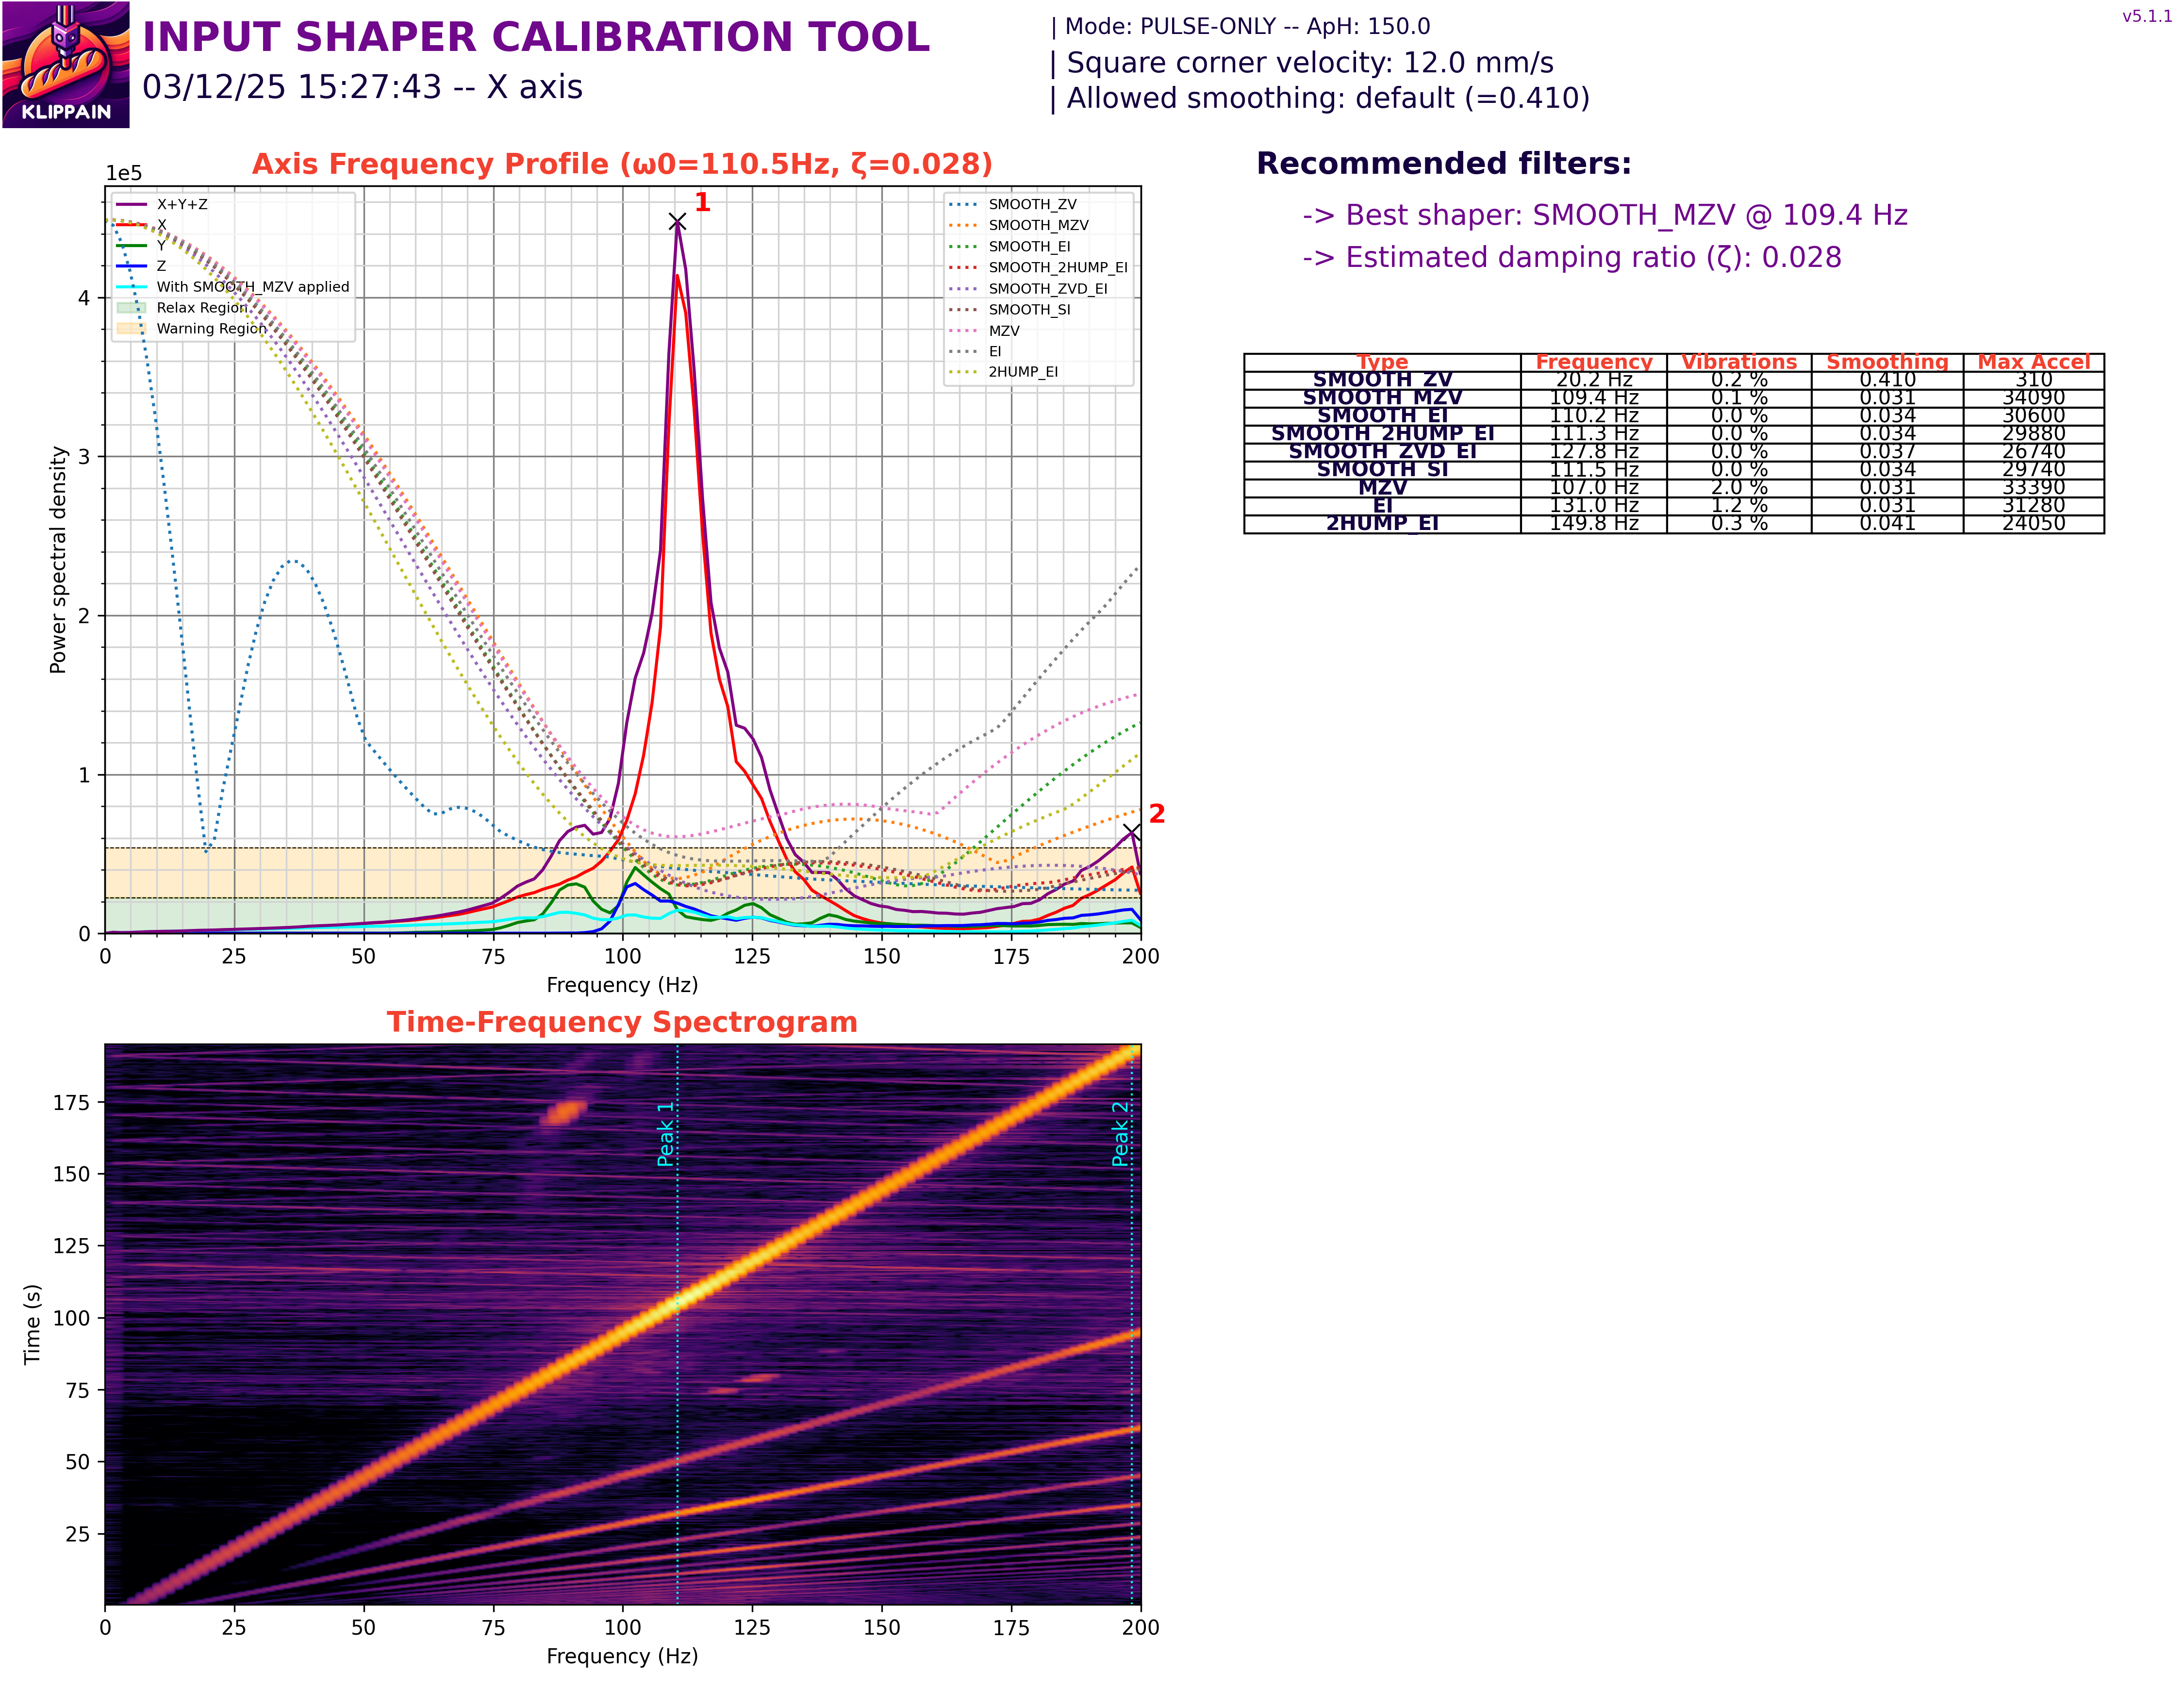 KLIPPAIN
INPUT SHAPER CALIBRATION TOOL
03/12/25 15:27:43 -- X axis
| Mode: PULSE-ONLY -- ApH: 150.0
| Square corner velocity: 12.0 mm/s
| Allowed smoothing: default (=0.410)
v5.1.1
Axis Frequency Profile (ω0=110.5Hz, ζ=0.028)
1e5
X+Y+Z
X
Y
Z
With SMOOTH_MZV applied
Relax Region
Warning Region
SMOOTH_ZV
SMOOTH_MZV
SMOOTH_EI
SMOOTH_2HUMP_EI
SMOOTH_ZVD_EI
SMOOTH_SI
MZV
EI
2HUMP_EI
1
2
Power spectral density
4
3
2
1
0
0 25 50 75 100 125 150 175 200
Frequency (Hz)
Recommended filters:
-> Best shaper: SMOOTH_MZV @ 109.4 Hz
-> Estimated damping ratio (ζ): 0.028
Type Frequency Vibrations Smoothing Max Accel
SMOOTH_ZV 20.2 Hz 0.2 % 0.410 310
SMOOTH_MZV 109.4 Hz 0.1 % 0.031 34090
SMOOTH_EI 110.2 Hz 0.0 % 0.034 30600
SMOOTH_2HUMP_EI 111.3 Hz 0.0 % 0.034 29880
SMOOTH_ZVD_EI 127.8 Hz 0.0 % 0.037 26740
SMOOTH_SI 111.5 Hz 0.0 % 0.034 29740
MZV 107.0 Hz 2.0 % 0.031 33390
EI 131.0 Hz 1.2 % 0.031 31280
2HUMP_EI 149.8 Hz 0.3 % 0.041 24050
Time-Frequency Spectrogram
Peak 1
Peak 2
Time (s)
175
150
125
100
75
50
25
0 25 50 75 100 125 150 175 200
Frequency (Hz)